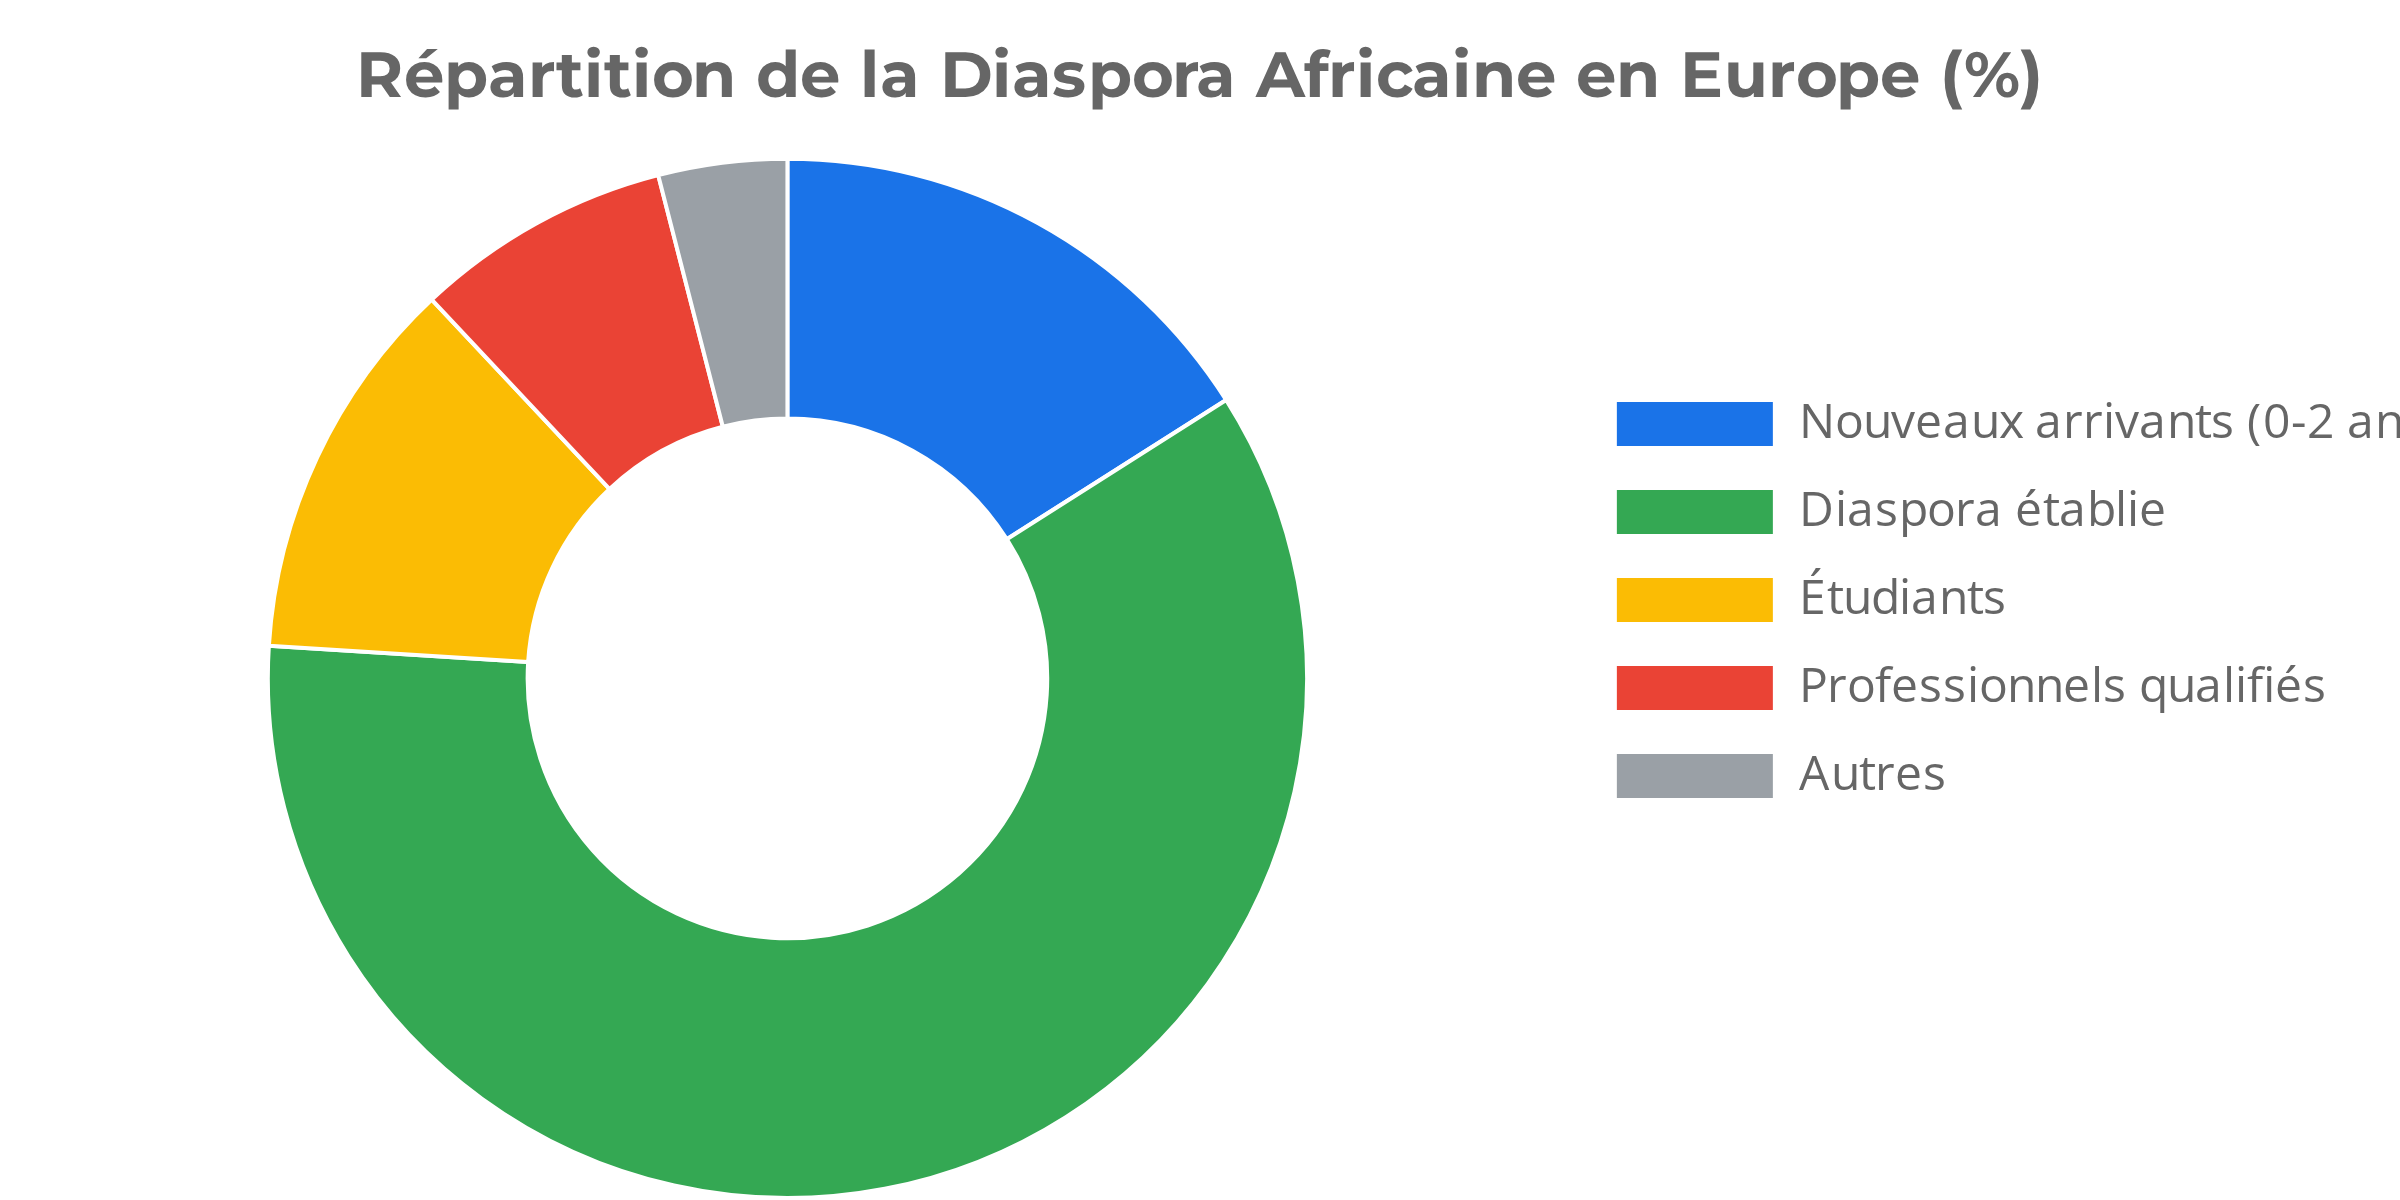 Répartition de la Diaspora Africaine en Europe (%)
Nouveaux arrivants (0-2 an
Diaspora établie
Étudiants
Professionnels qualifiés
Autres